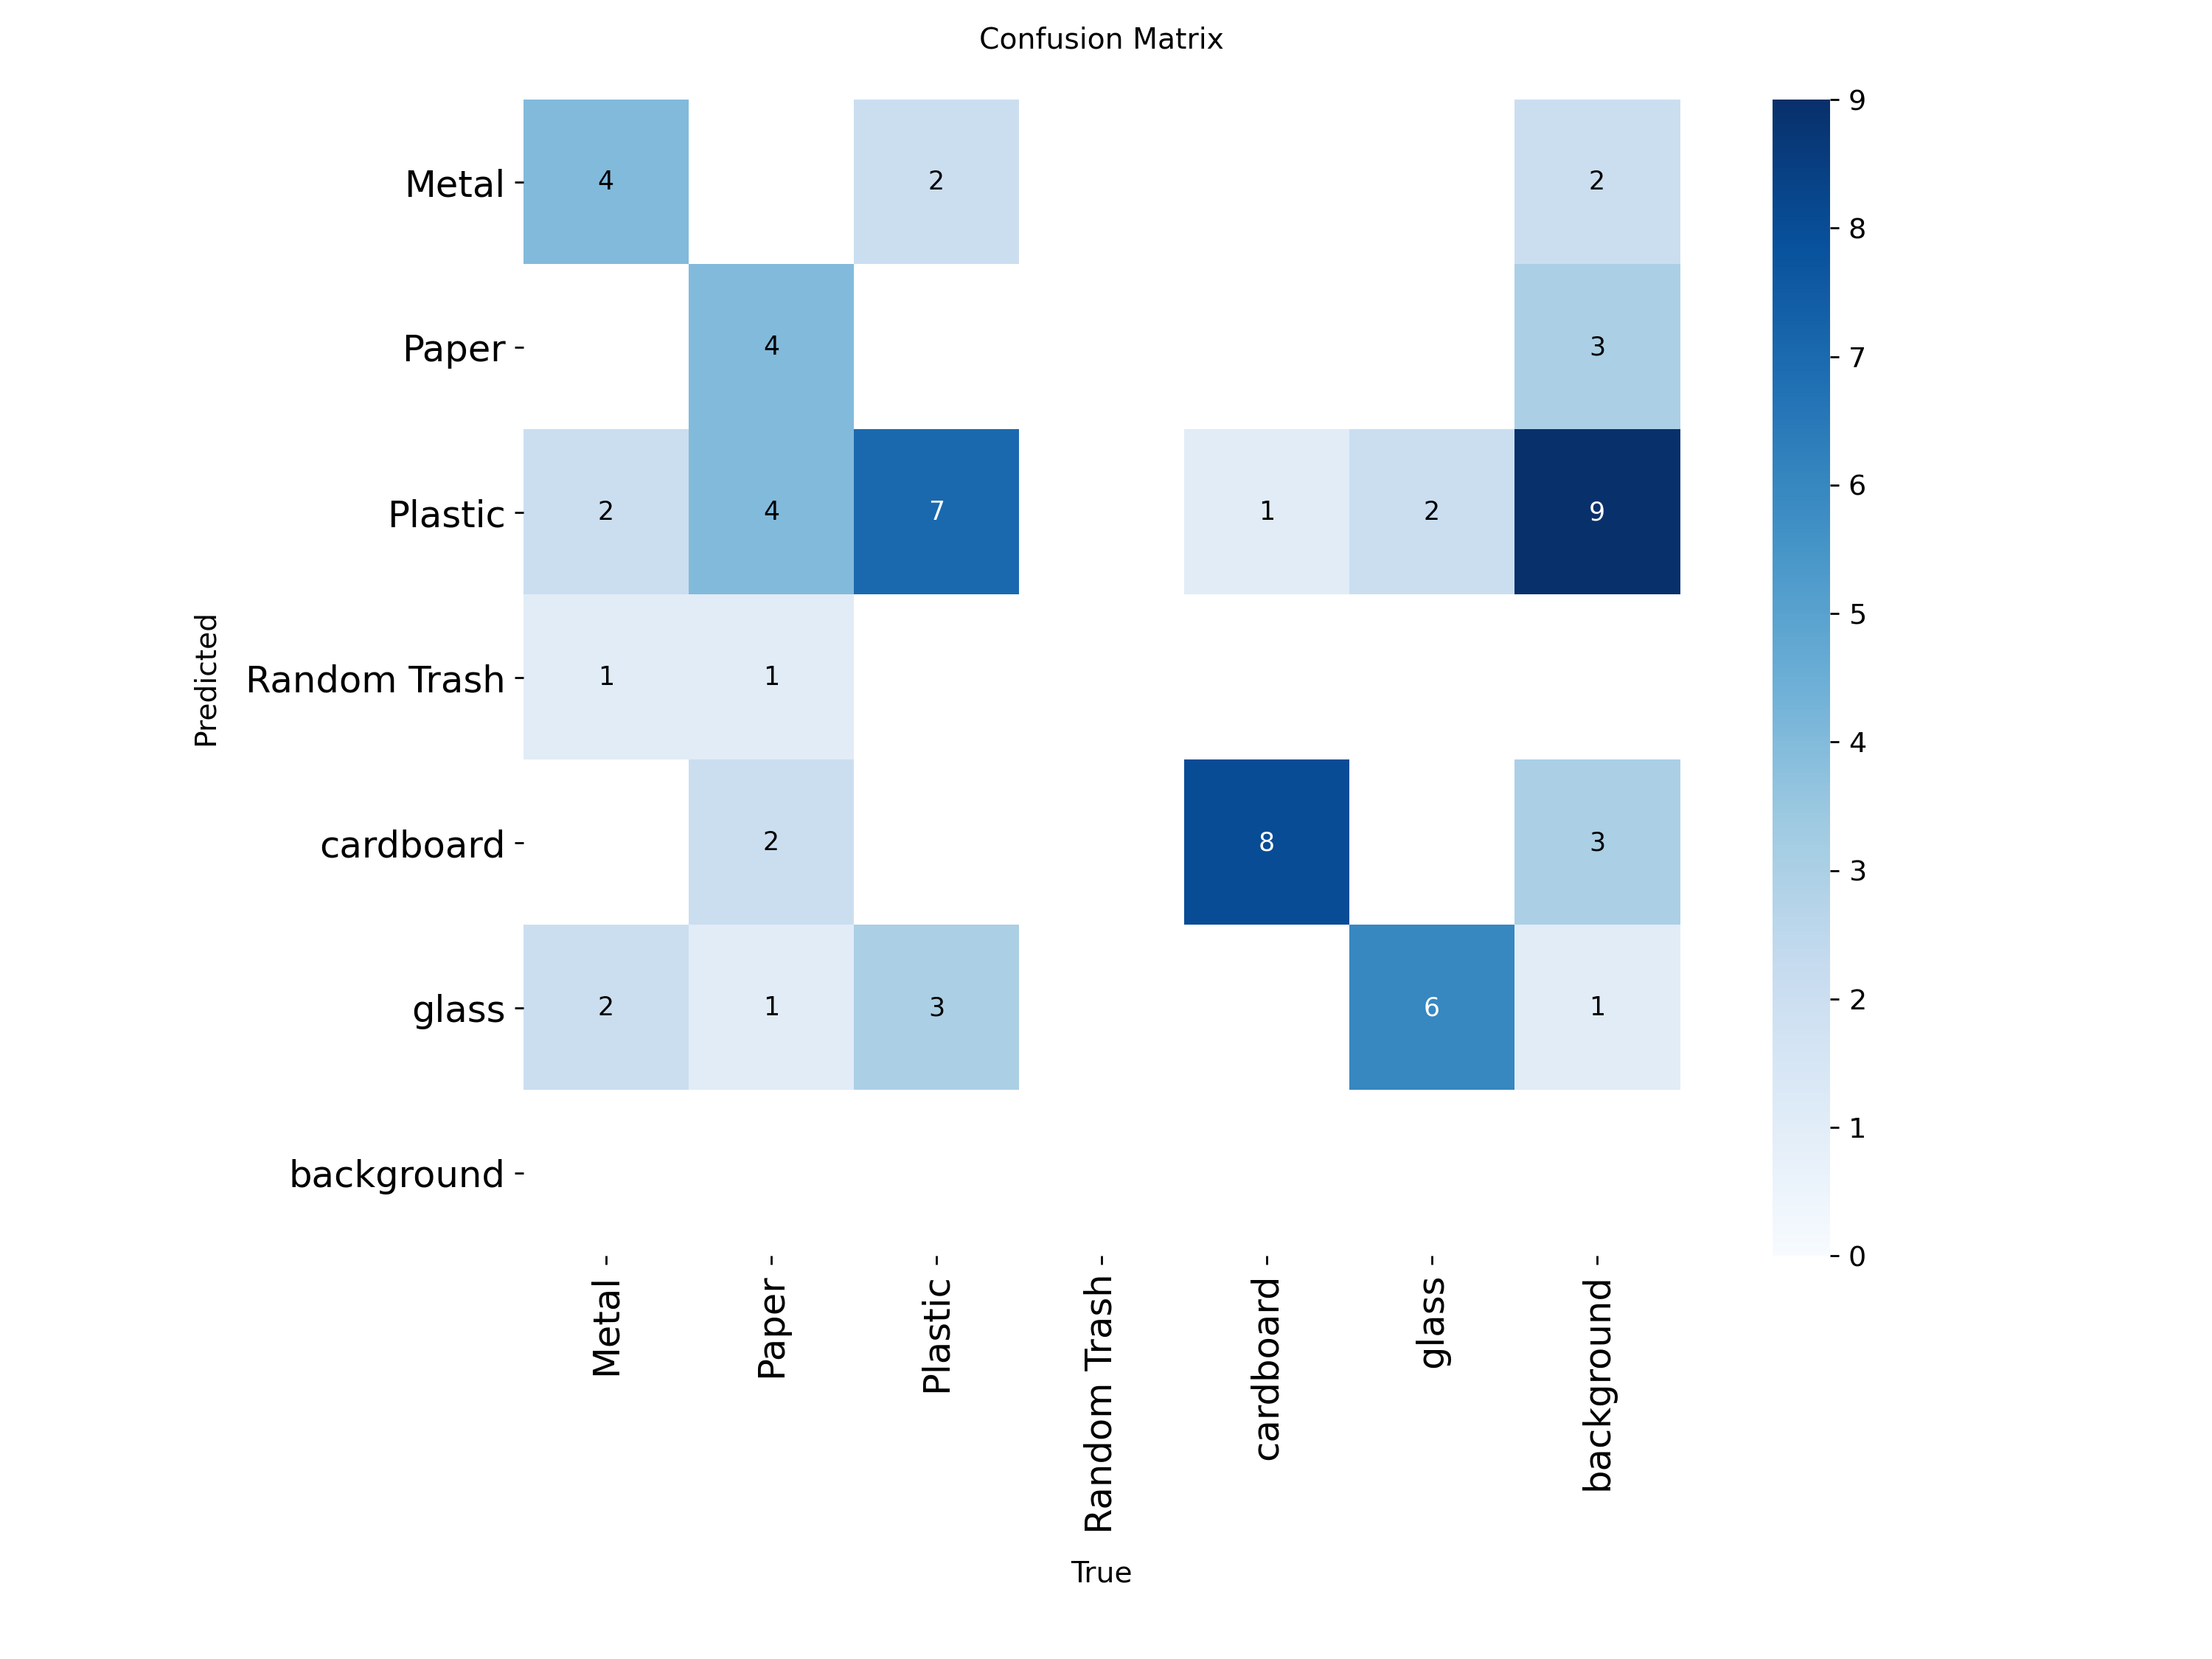 Confusion Matrix
Metal
4 2 2
Paper
4 3
Plastic
2 4 7 1 2 9
Random Trash
1 1
cardboard
2 8 3
glass
2 1 3 6 1
background
Predicted
Metal
Paper
Plastic
Random Trash
cardboard
glass
background
True
9
8
7
6
5
4
3
2
1
0